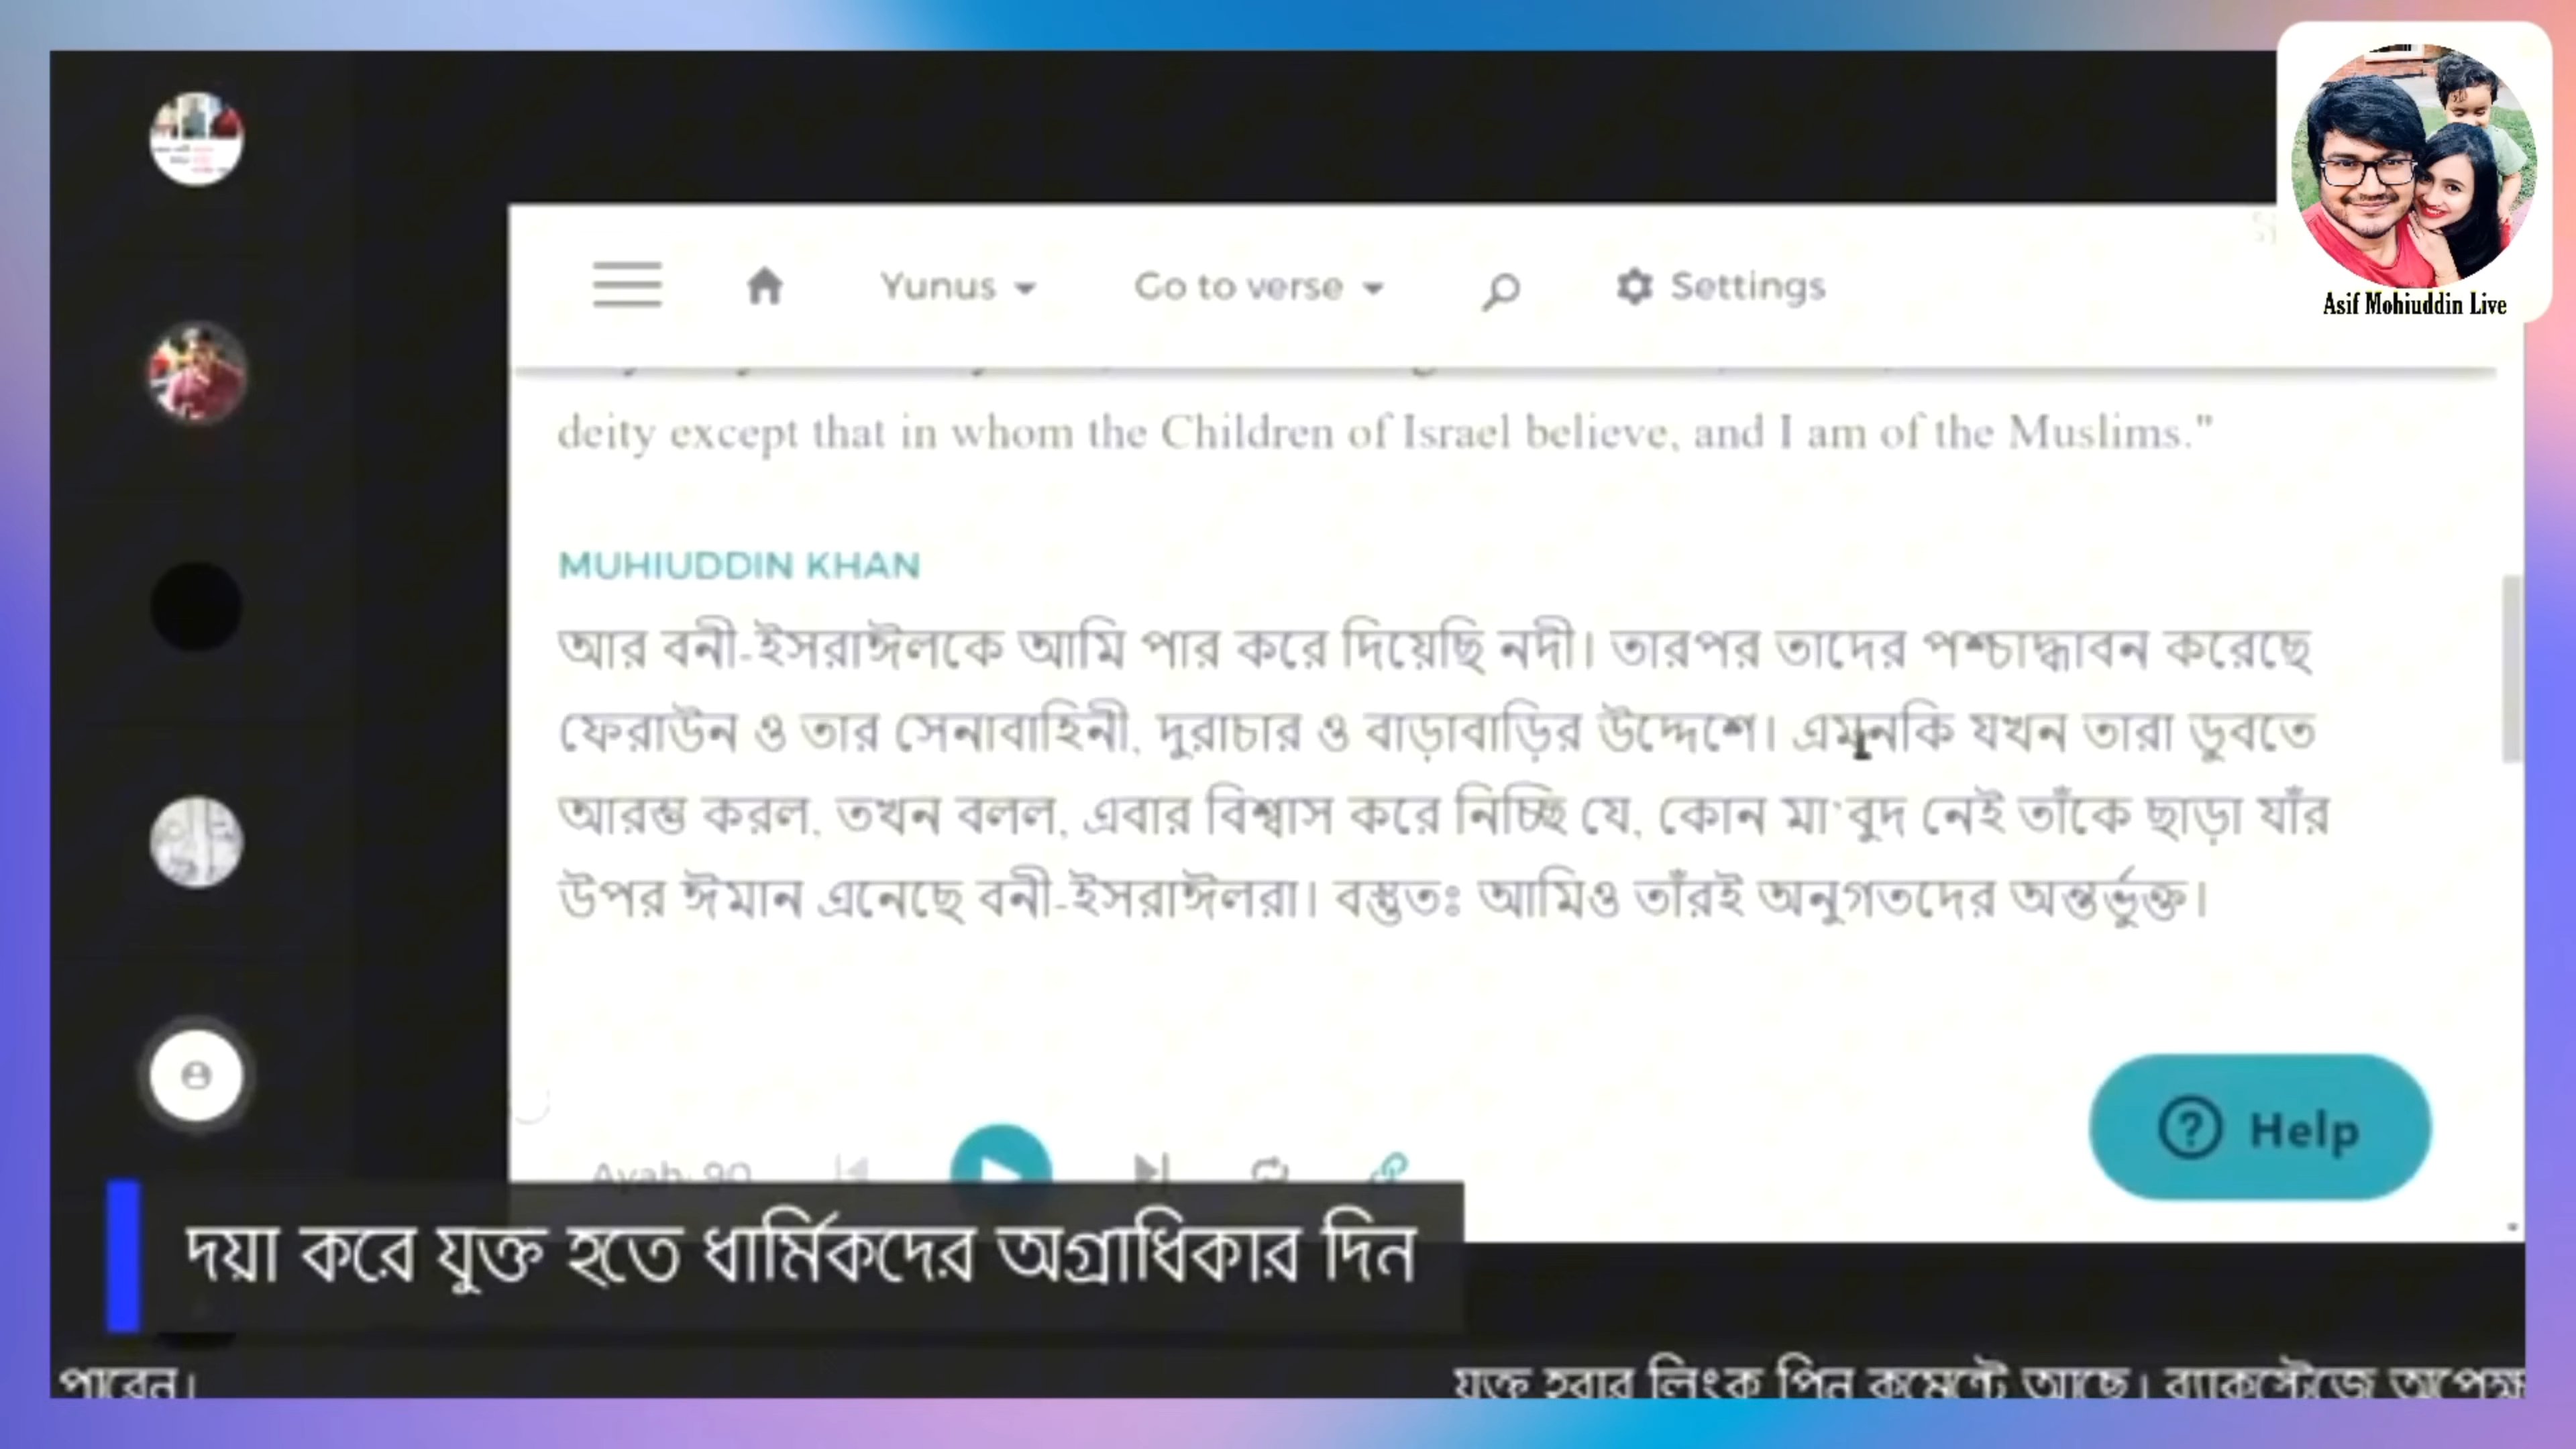 Asif Mohiuddin Live
Yunus
Go to verse
Settings
deity except that in whom the Children of Israel believe, and I am of the Muslims."
MUHIUDDIN KHAN
আর বনী-ইসরাঈলকে আমি পার করে দিয়েছি নদী। তারপর তাদের পশ্চাদ্ধাবন করেছে
ফেরাউন ও তার সেনাবাহিনী, দুরাচার ও বাড়াবাড়ির উদ্দেশে। এমনকি যখন তারা ডুবতে
আরম্ভ করল, তখন বলল, এবার বিশ্বাস করে নিচ্ছি যে, কোন মা'বুদ নেই তাঁকে ছাড়া যাঁর
উপর ঈমান এনেছে বনী-ইসরাঈলরা। বস্তুতঃ আমিও তাঁরই অনুগতদের অন্তর্ভুক্ত।
Help
Ayah: 90
দয়া করে যুক্ত হতে ধার্মিকদের অগ্রাধিকার দিন
পারেন।
যুক্ত হবার লিংক পিন কমেন্টে আছে। ব্যাকস্টেজে